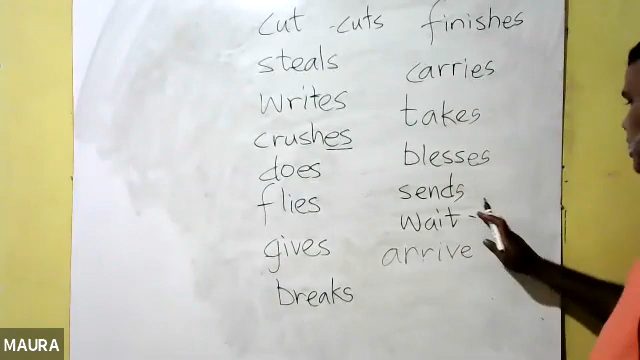 cut - cuts
steals
writes
crushes
does
flies
gives
breaks
finishes
carries
takes
blesses
sends
wait -
arrive
MAURA